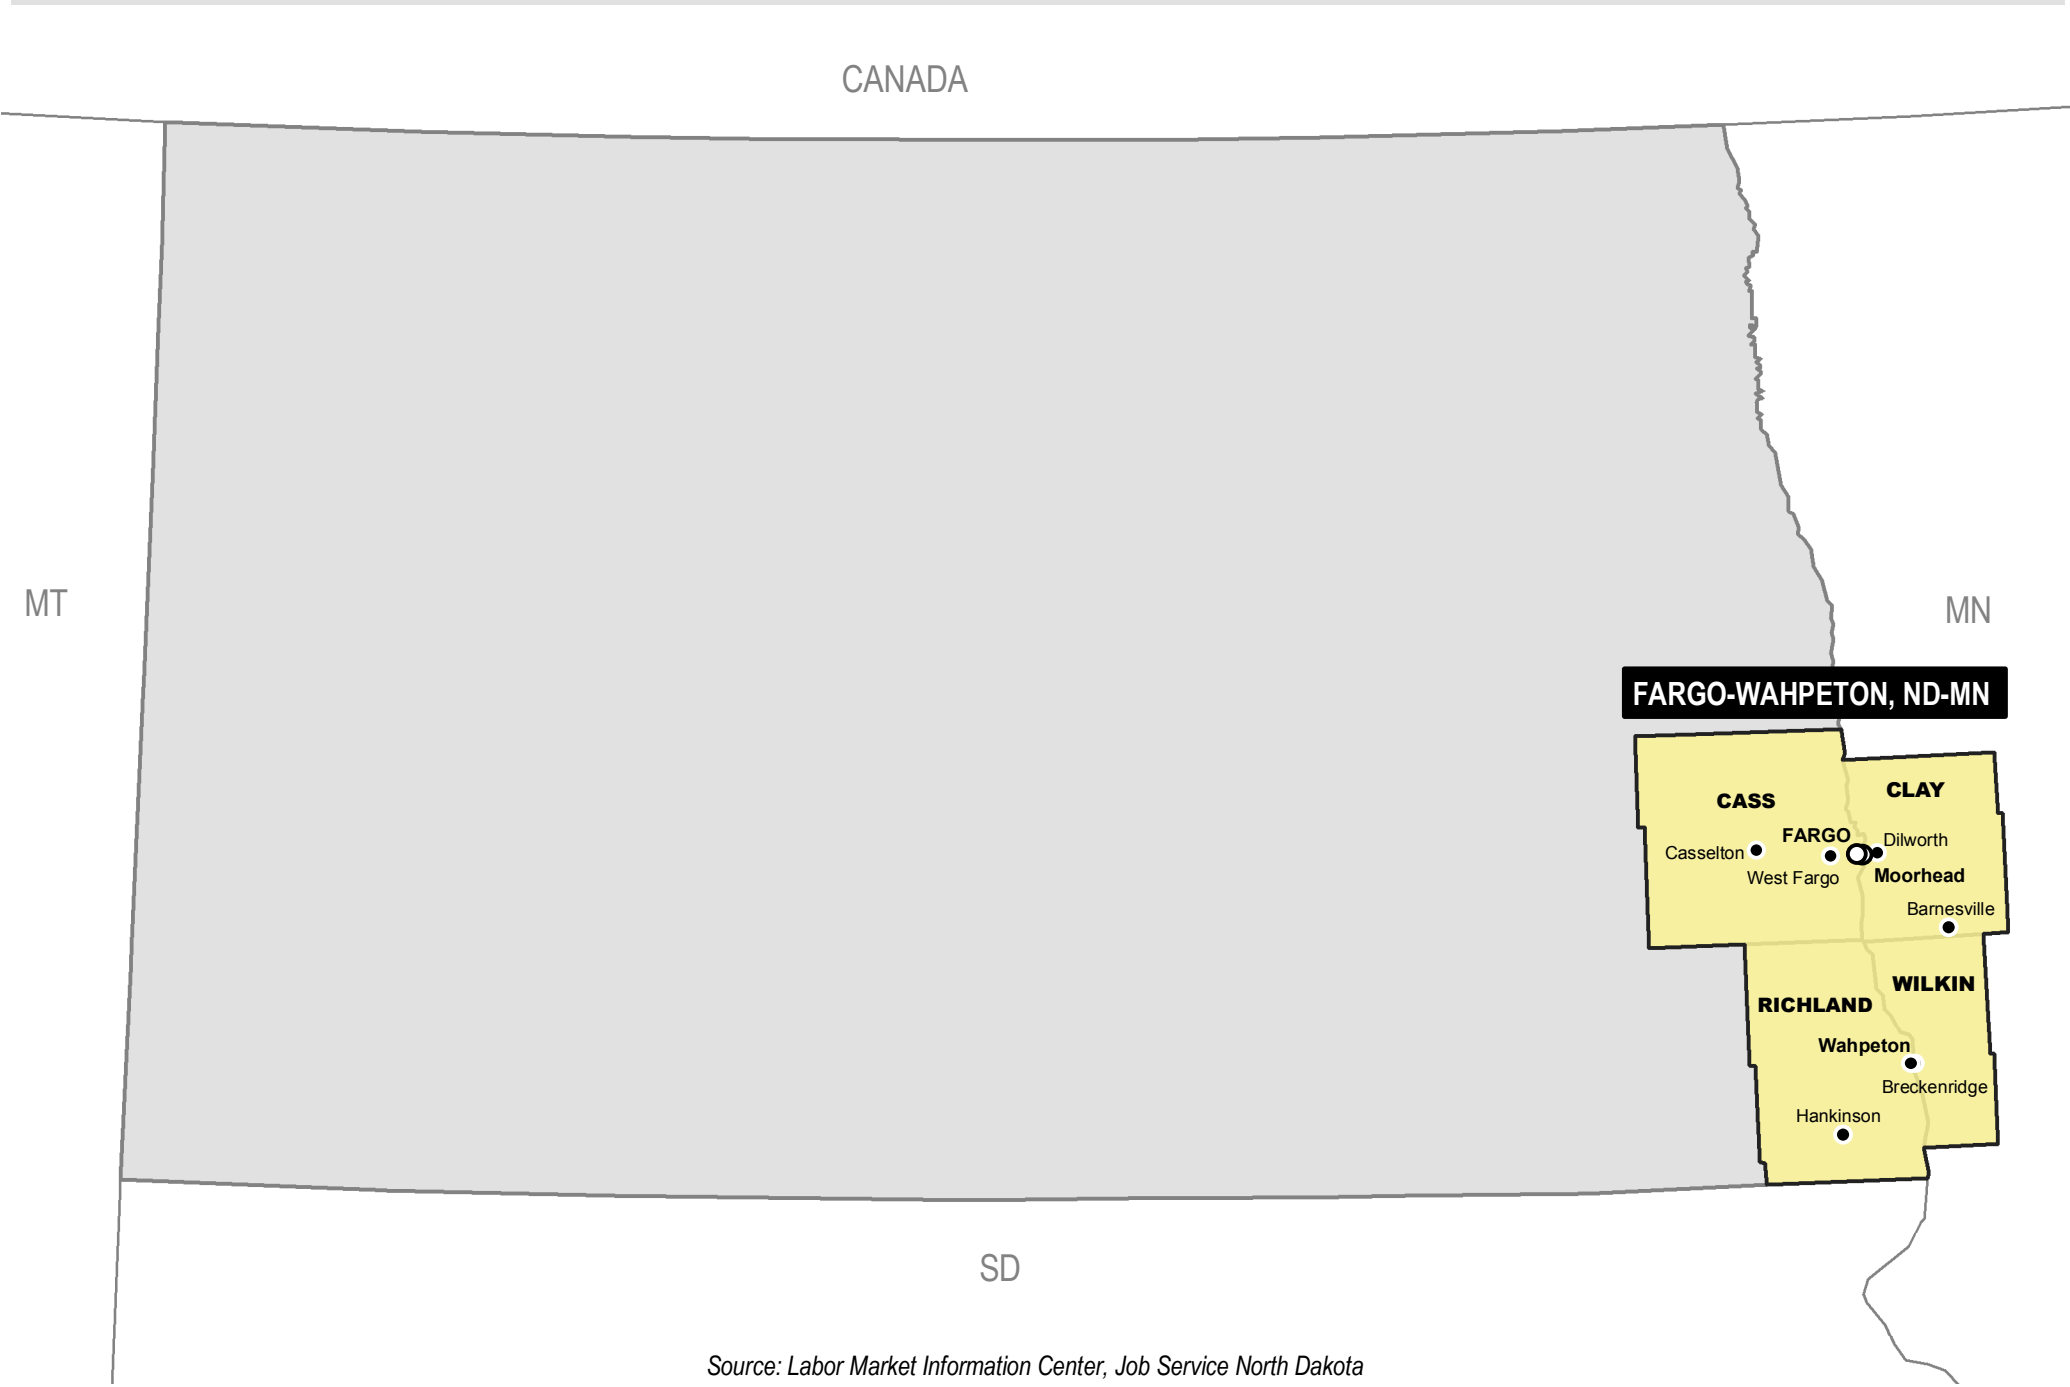 CANADA
MT
MN
FARGO-WAHPETON, ND-MN
CASS
CLAY
FARGO
Dilworth
Casselton
West Fargo
Moorhead
Barnesville
WILKIN
RICHLAND
Wahpeton
Breckenridge
Hankinson
SD
Source: Labor Market Information Center, Job Service North Dakota